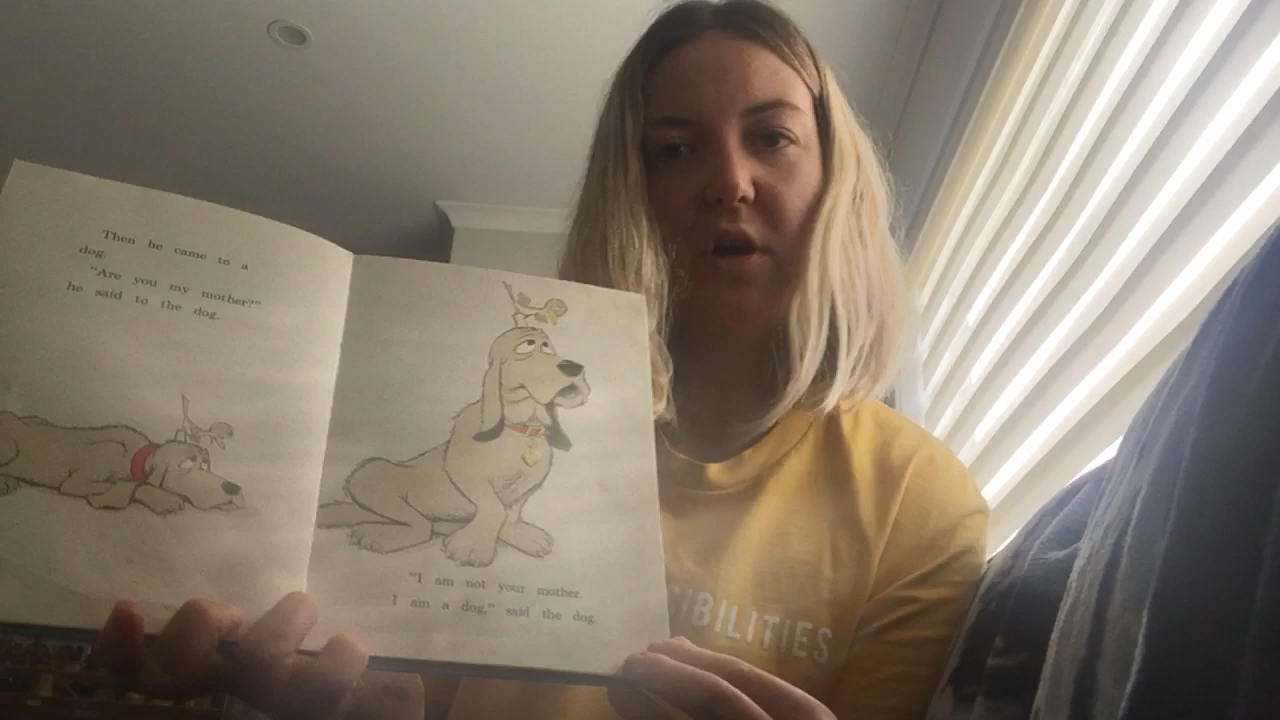 Then he came to a
dog.
"Are you my mother?"
he said to the dog.
"I am not your mother.
I am a dog," said the dog.
IBILITIES